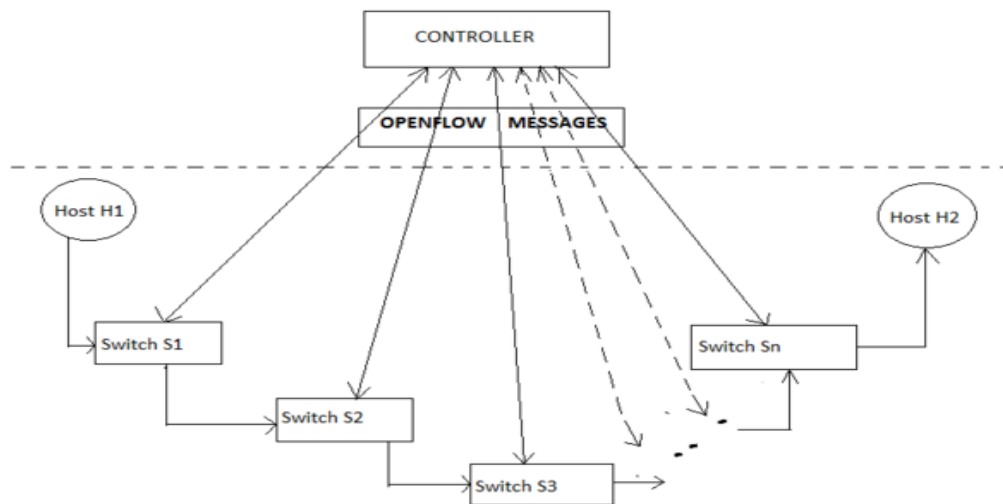 CONTROLLER
OPENFLOW MESSAGES
Host H1
Host H2
Switch S1
Switch Sn
Switch S2
Switch S3